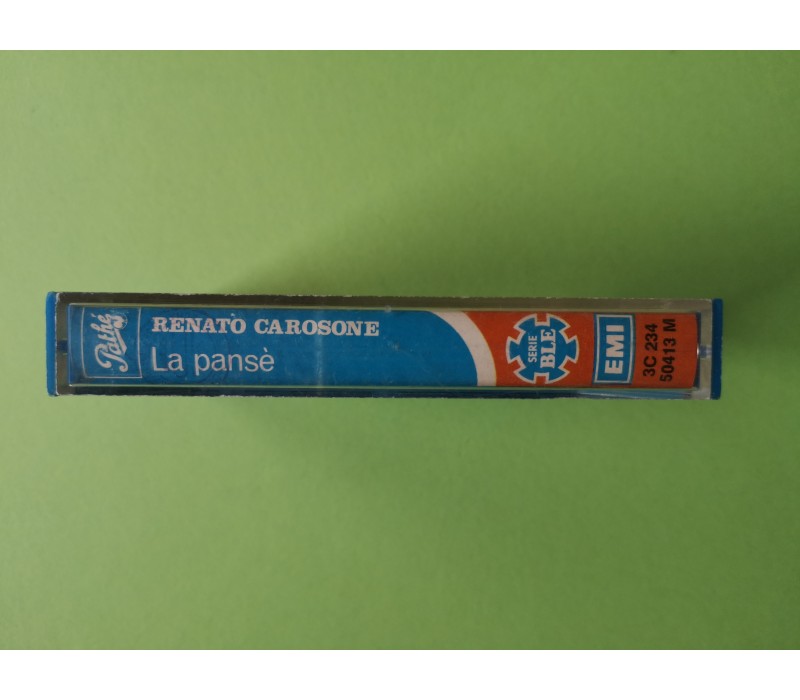 Pathé
RENATO CAROSONE
La pansè
SERIE
BLE
EMI
3C 234
50413 M